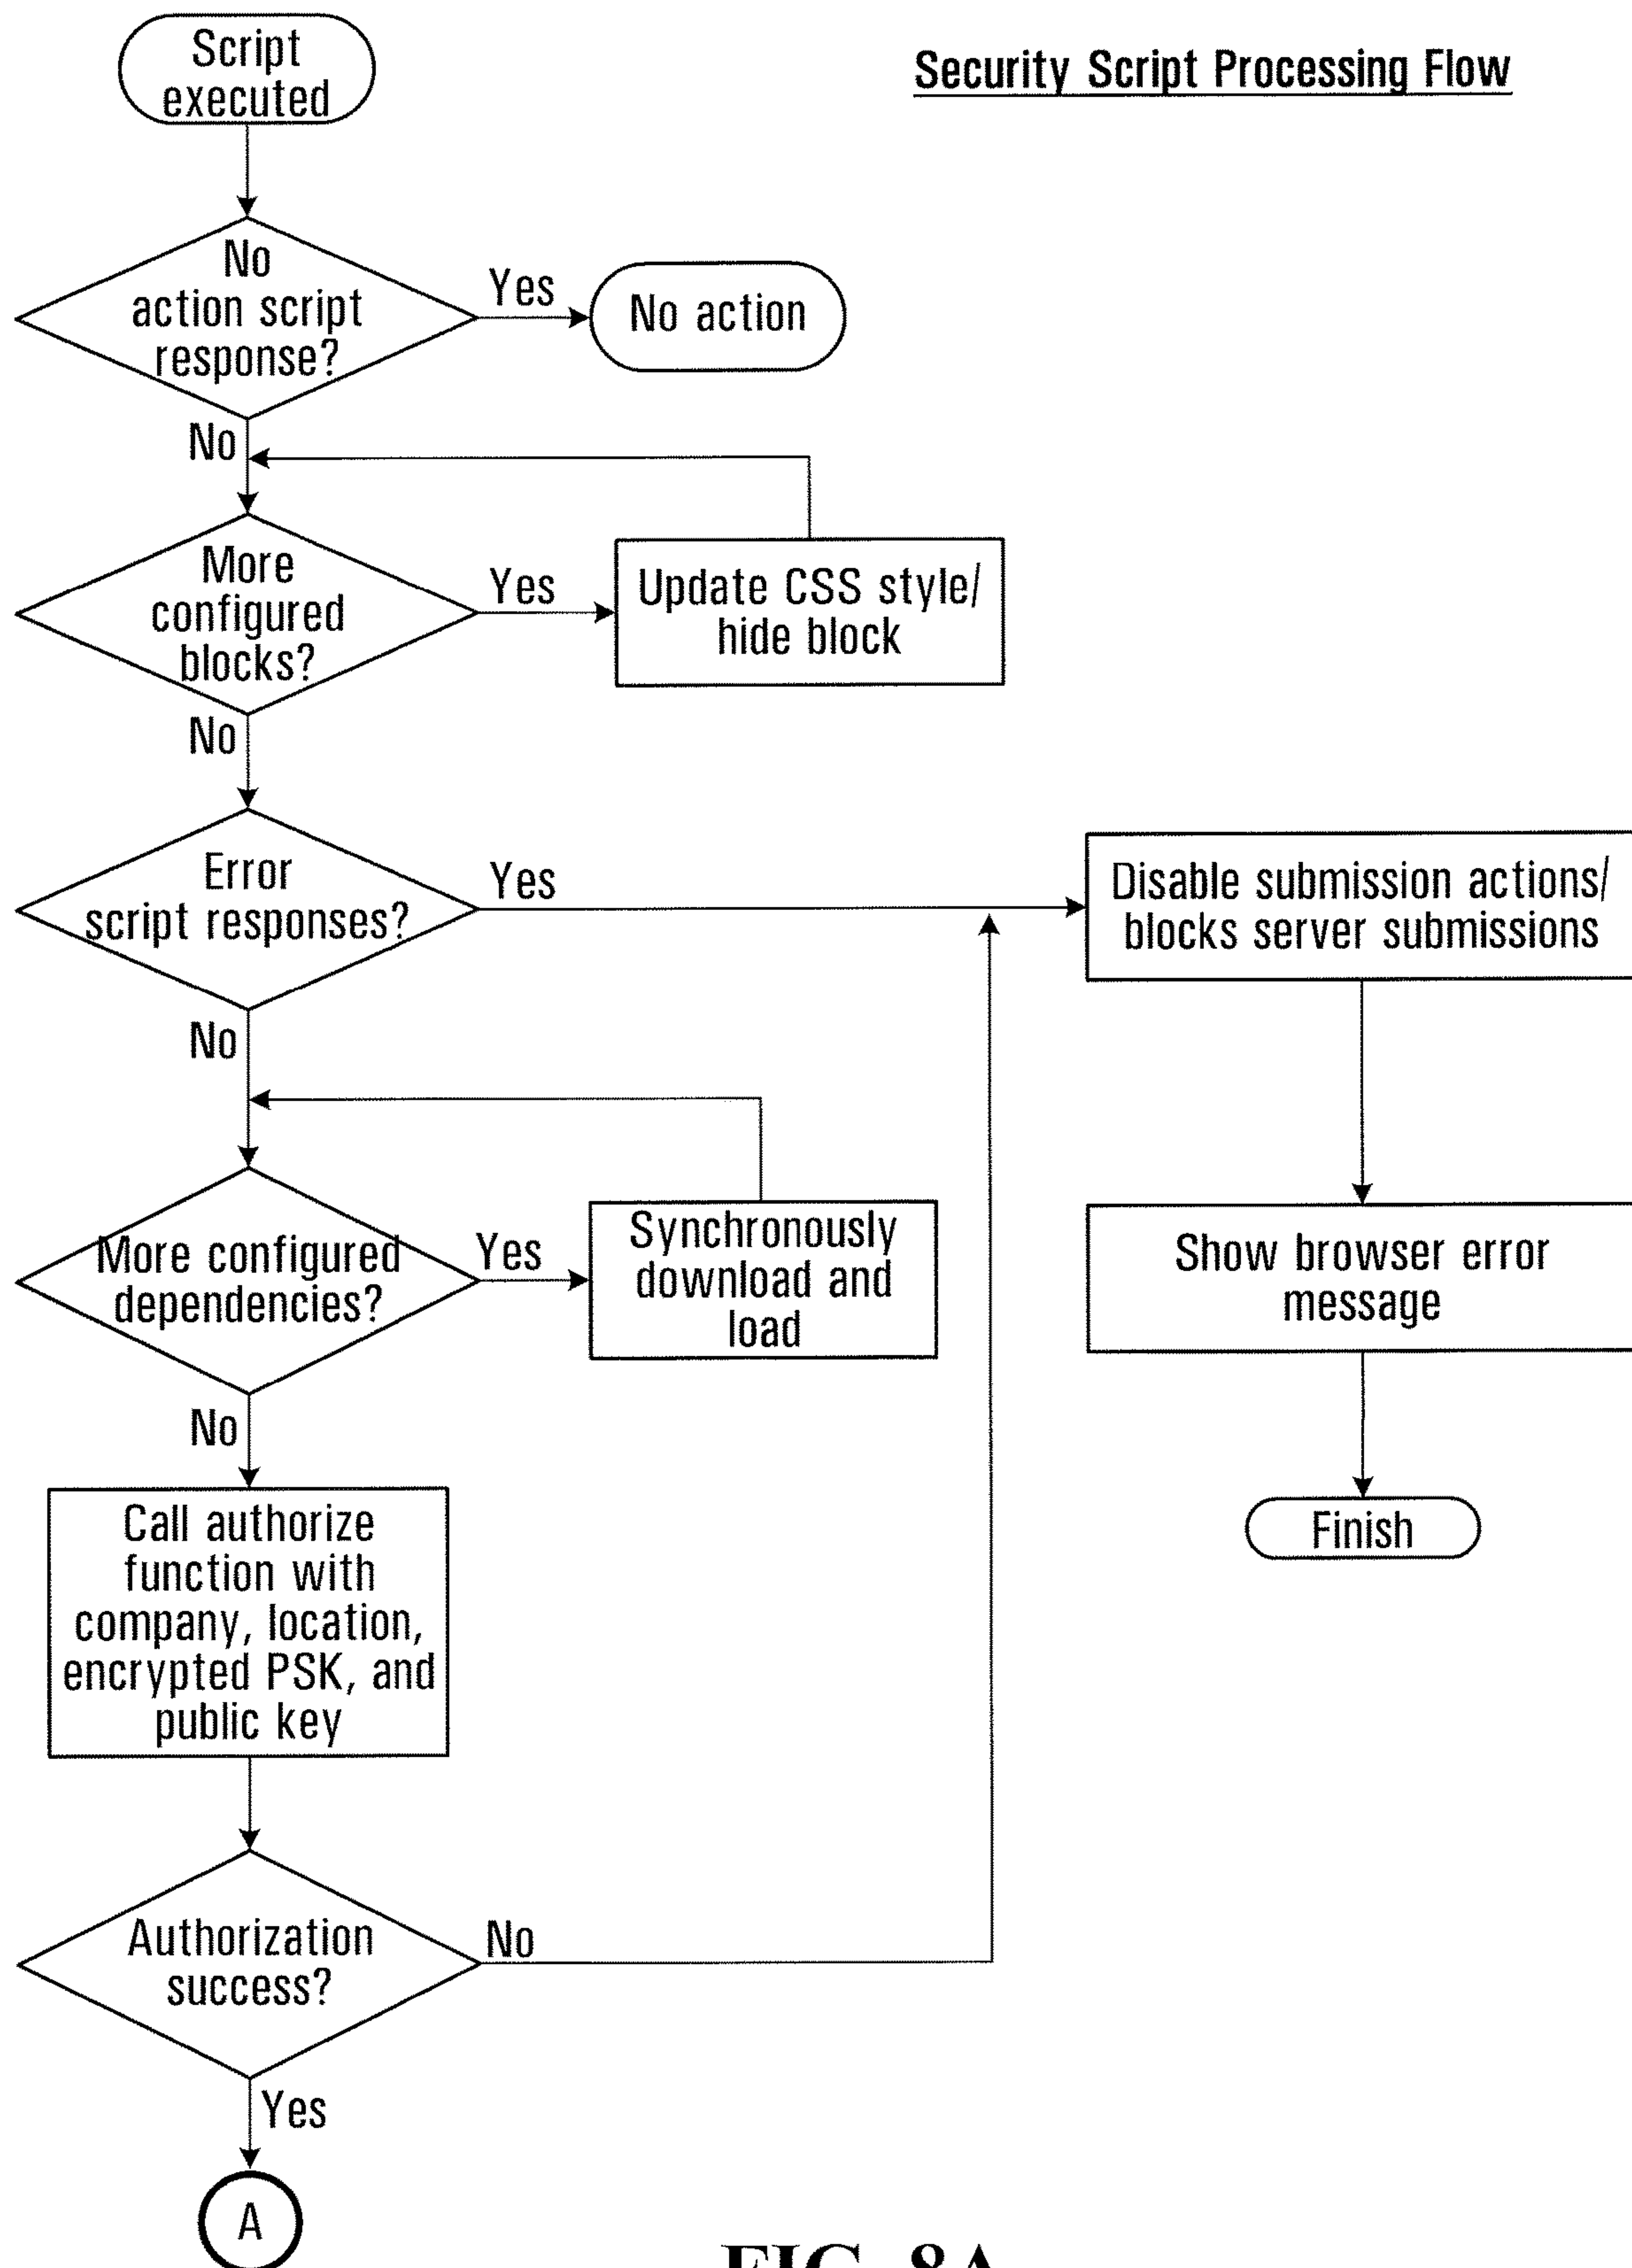 Script
executed
Security Script Processing Flow
No
action script
response?
Yes
No action
No
More
configured
blocks?
Yes
Update CSS style/
hide block
No
Error
script responses?
Yes
Disable submission actions/
blocks server submissions
No
More configured
dependencies?
Yes
Synchronously
download and
load
Show browser error
message
No
Call authorize
function with
company, location,
encrypted PSK, and
public key
Finish
Authorization
success?
No
Yes
A
FIG. 8A